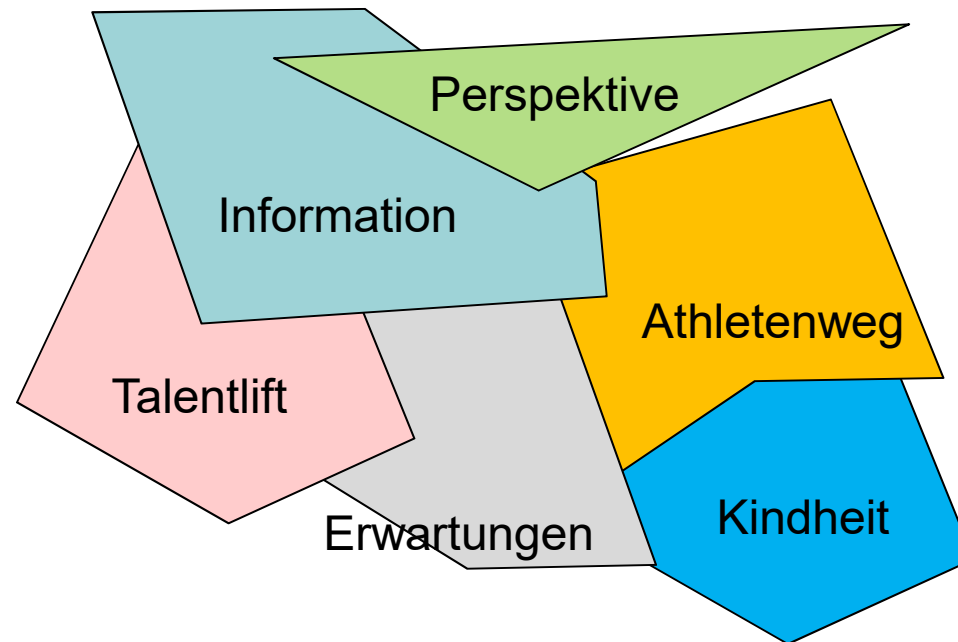 Perspektive
Information
Athletenweg
Talentlift
Kindheit
Erwartungen